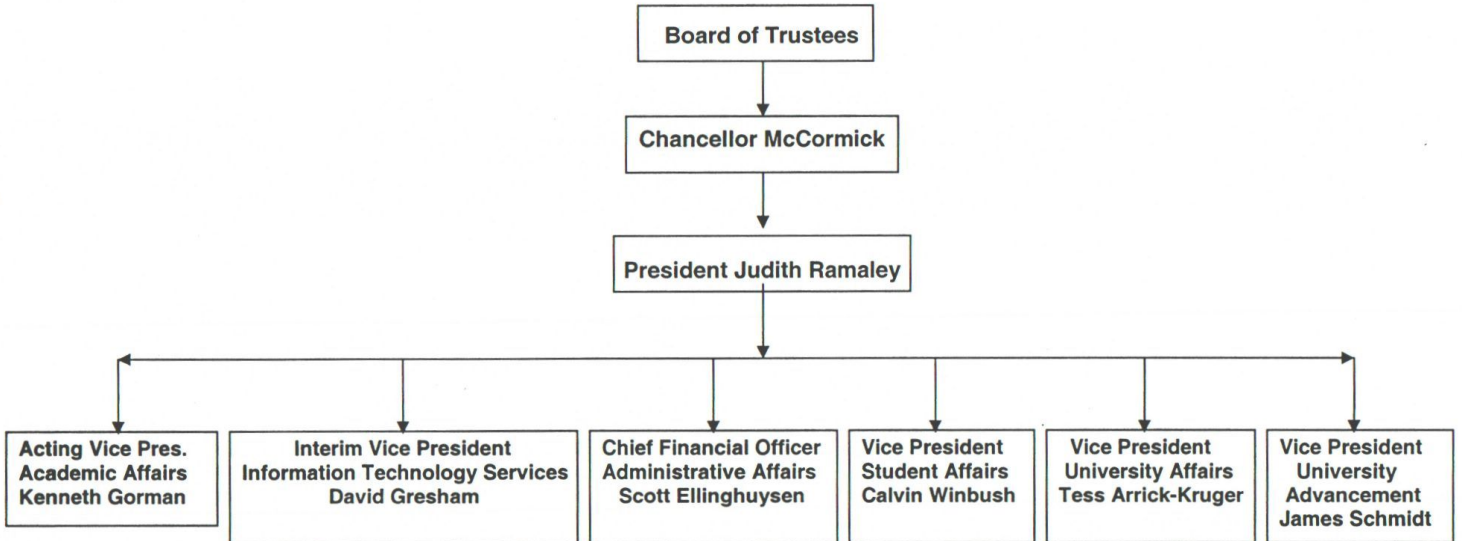 Board of Trustees
Chancellor McCormick
President Judith Ramaley
Acting Vice Pres.
Academic Affairs
Kenneth Gorman
Interim Vice President
Information Technology Services
David Gresham
Chief Financial Officer
Administrative Affairs
Scott Ellinghuysen
Vice President
Student Affairs
Calvin Winbush
Vice President
University Affairs
Tess Arrick-Kruger
Vice President
University
Advancement
James Schmidt